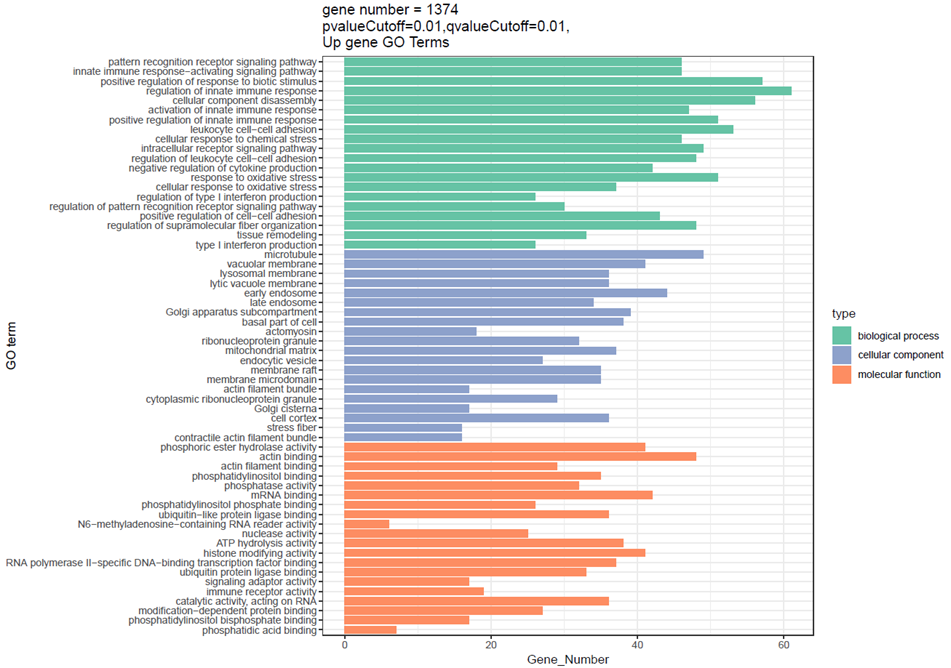 gene number = 1374
pvalueCutoff=0.01,qvalueCutoff=0.01,
Up gene GO Terms
pattern recognition receptor signaling pathway
innate immune response−activating signaling pathway
positive regulation of response to biotic stimulus
regulation of innate immune response
cellular component disassembly
activation of innate immune response
positive regulation of innate immune response
leukocyte cell−cell adhesion
cellular response to chemical stress
intracellular receptor signaling pathway
regulation of leukocyte cell−cell adhesion
negative regulation of cytokine production
response to oxidative stress
cellular response to oxidative stress
regulation of type I interferon production
regulation of pattern recognition receptor signaling pathway
positive regulation of cell−cell adhesion
regulation of supramolecular fiber organization
tissue remodeling
type I interferon production
microtubule
vacuolar membrane
lysosomal membrane
lytic vacuole membrane
early endosome
late endosome
Golgi apparatus subcompartment
basal part of cell
actomyosin
ribonucleoprotein granule
mitochondrial matrix
endocytic vesicle
membrane raft
membrane microdomain
actin filament bundle
cytoplasmic ribonucleoprotein granule
Golgi cisterna
cell cortex
stress fiber
contractile actin filament bundle
phosphoric ester hydrolase activity
actin binding
actin filament binding
phosphatidylinositol binding
phosphatase activity
mRNA binding
phosphatidylinositol phosphate binding
ubiquitin−like protein ligase binding
N6−methyladenosine−containing RNA reader activity
nuclease activity
ATP hydrolysis activity
histone modifying activity
RNA polymerase II−specific DNA−binding transcription factor binding
ubiquitin protein ligase binding
signaling adaptor activity
immune receptor activity
catalytic activity, acting on RNA
modification−dependent protein binding
phosphatidylinositol bisphosphate binding
phosphatidic acid binding
GO term
0 20 40 60
Gene_Number
type
biological process
cellular component
molecular function